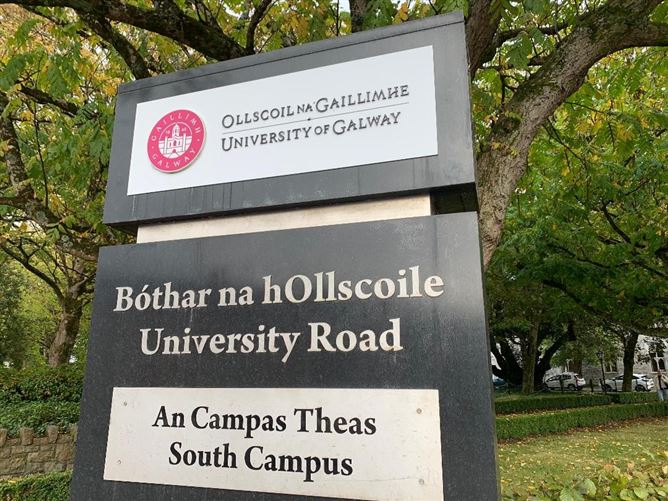 GAILLIMH
GALWAY
OLLSCOIL NA GAILLIMHE
UNIVERSITY OF GALWAY
Bóthar na hOllscoile
University Road
An Campas Theas
South Campus